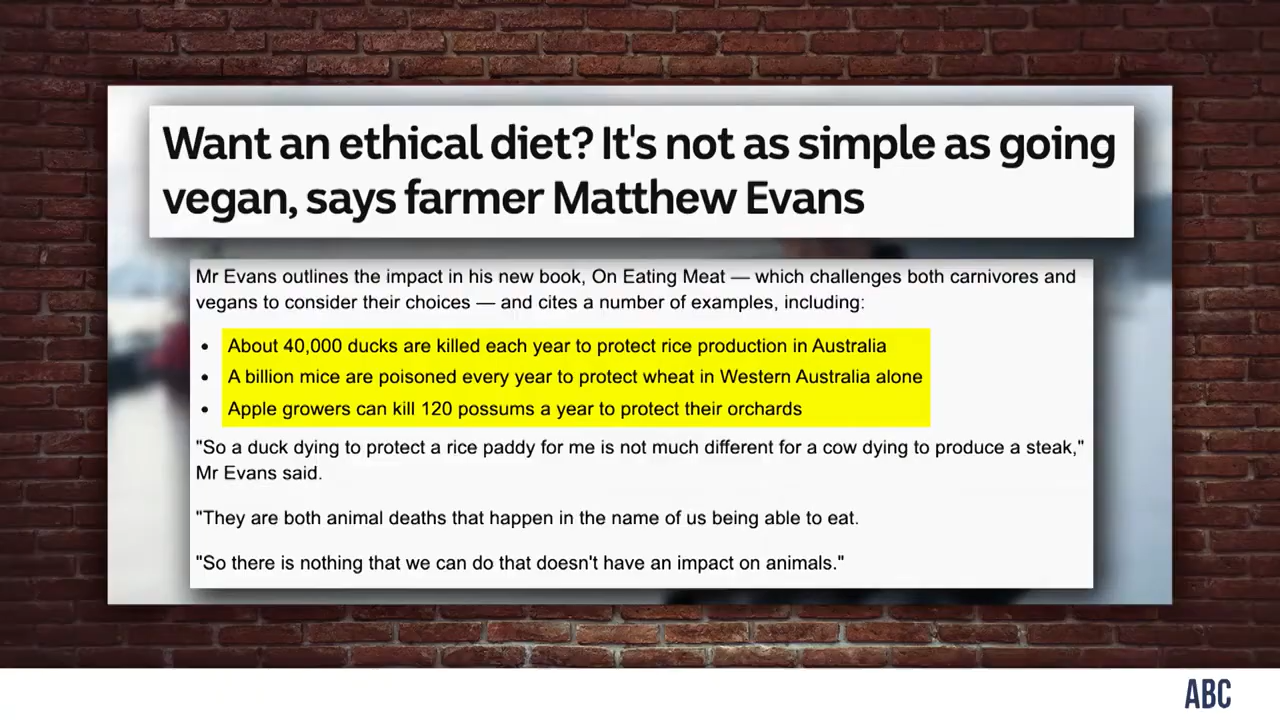 Want an ethical diet? It's not as simple as going
vegan, says farmer Matthew Evans
Mr Evans outlines the impact in his new book, On Eating Meat — which challenges both carnivores and
vegans to consider their choices — and cites a number of examples, including:
• About 40,000 ducks are killed each year to protect rice production in Australia
• A billion mice are poisoned every year to protect wheat in Western Australia alone
• Apple growers can kill 120 possums a year to protect their orchards
"So a duck dying to protect a rice paddy for me is not much different for a cow dying to produce a steak,"
Mr Evans said.
"They are both animal deaths that happen in the name of us being able to eat.
"So there is nothing that we can do that doesn't have an impact on animals."
ABC